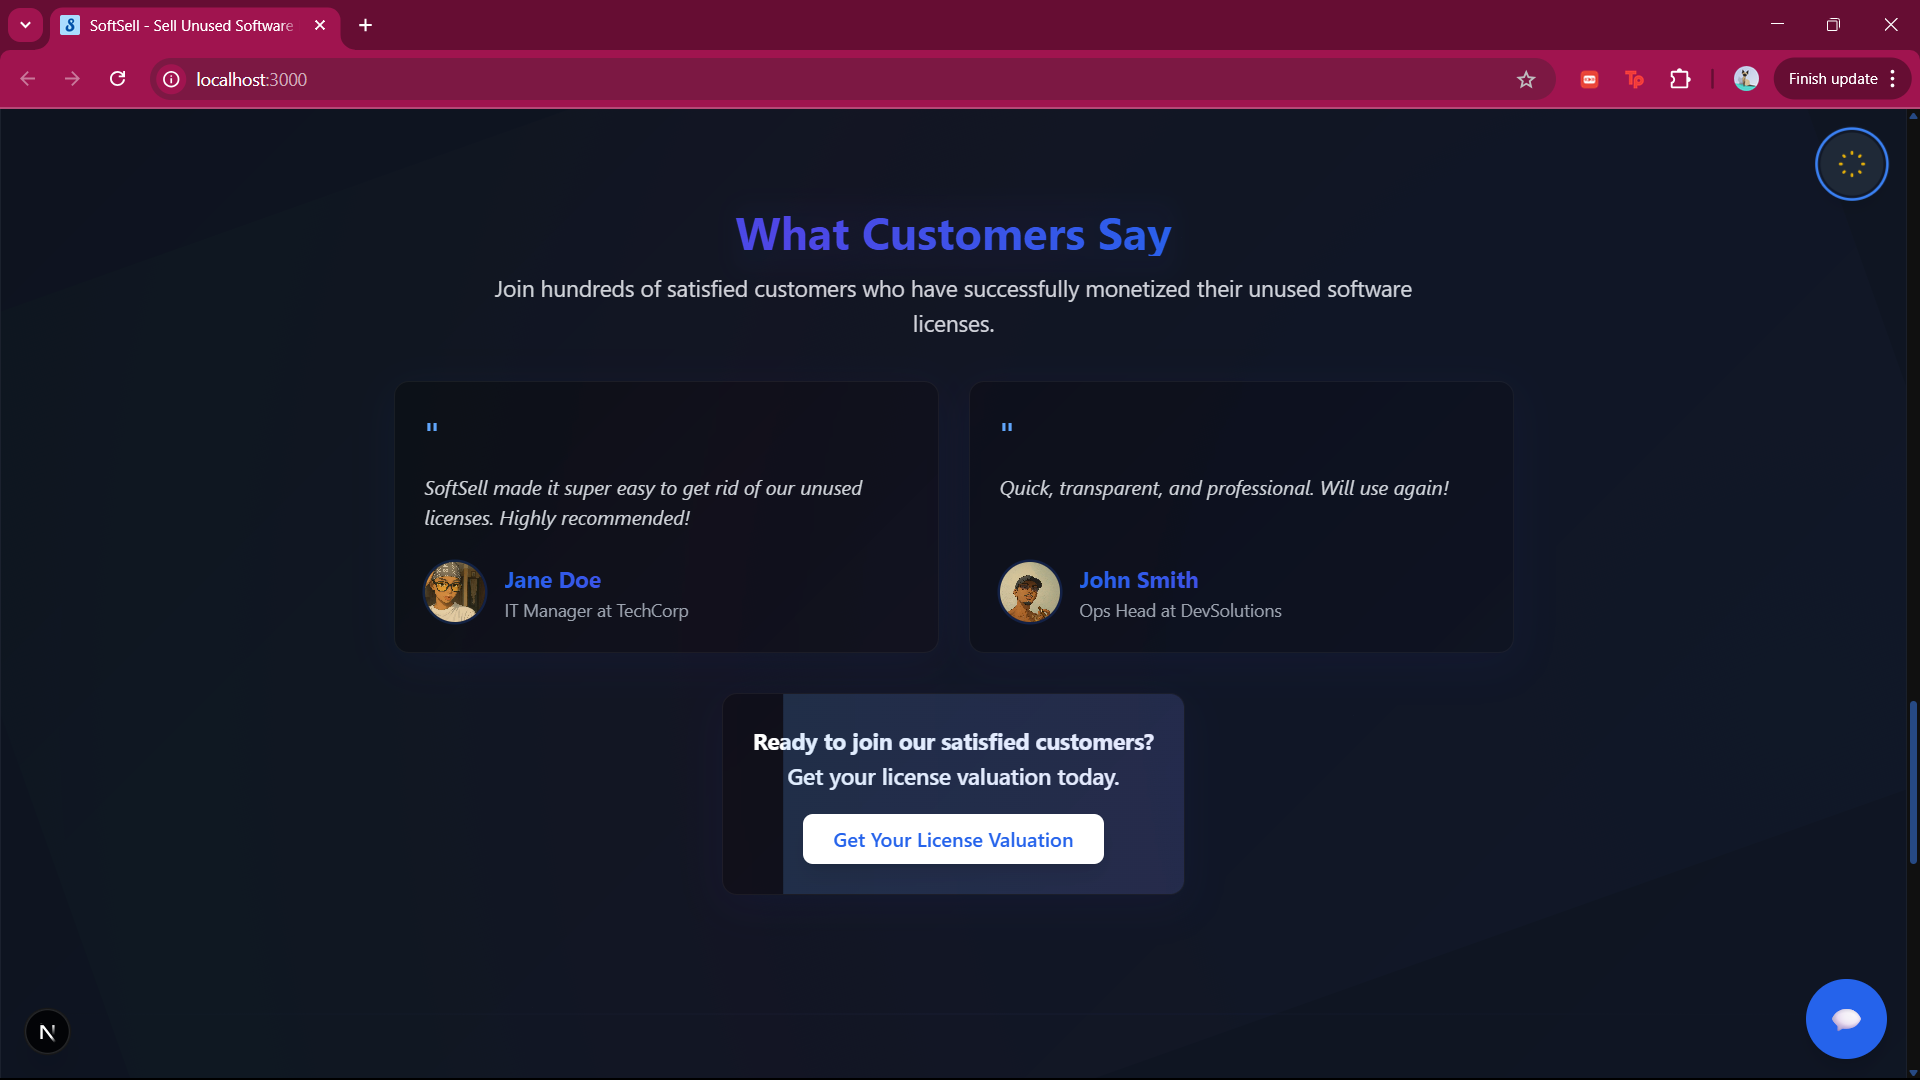 SoftSell - Sell Unused Software
localhost:3000
Finish update
What Customers Say
Join hundreds of satisfied customers who have successfully monetized their unused software
licenses.
"
SoftSell made it super easy to get rid of our unused
licenses. Highly recommended!
Jane Doe
IT Manager at TechCorp
"
Quick, transparent, and professional. Will use again!
John Smith
Ops Head at DevSolutions
Ready to join our satisfied customers?
Get your license valuation today.
Get Your License Valuation
N